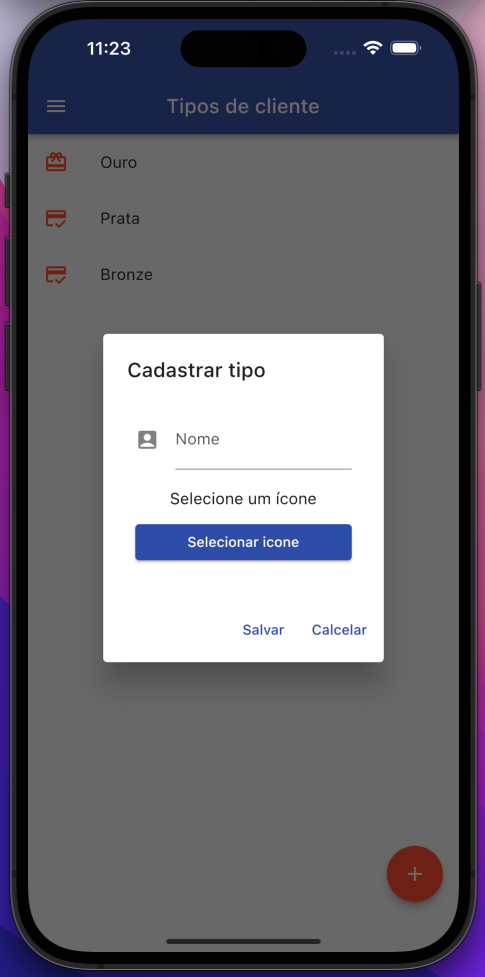 11:23
Tipos de cliente
Ouro
Prata
Bronze
Cadastrar tipo
Nome
Selecione um ícone
Selecionar icone
Salvar Calcelar